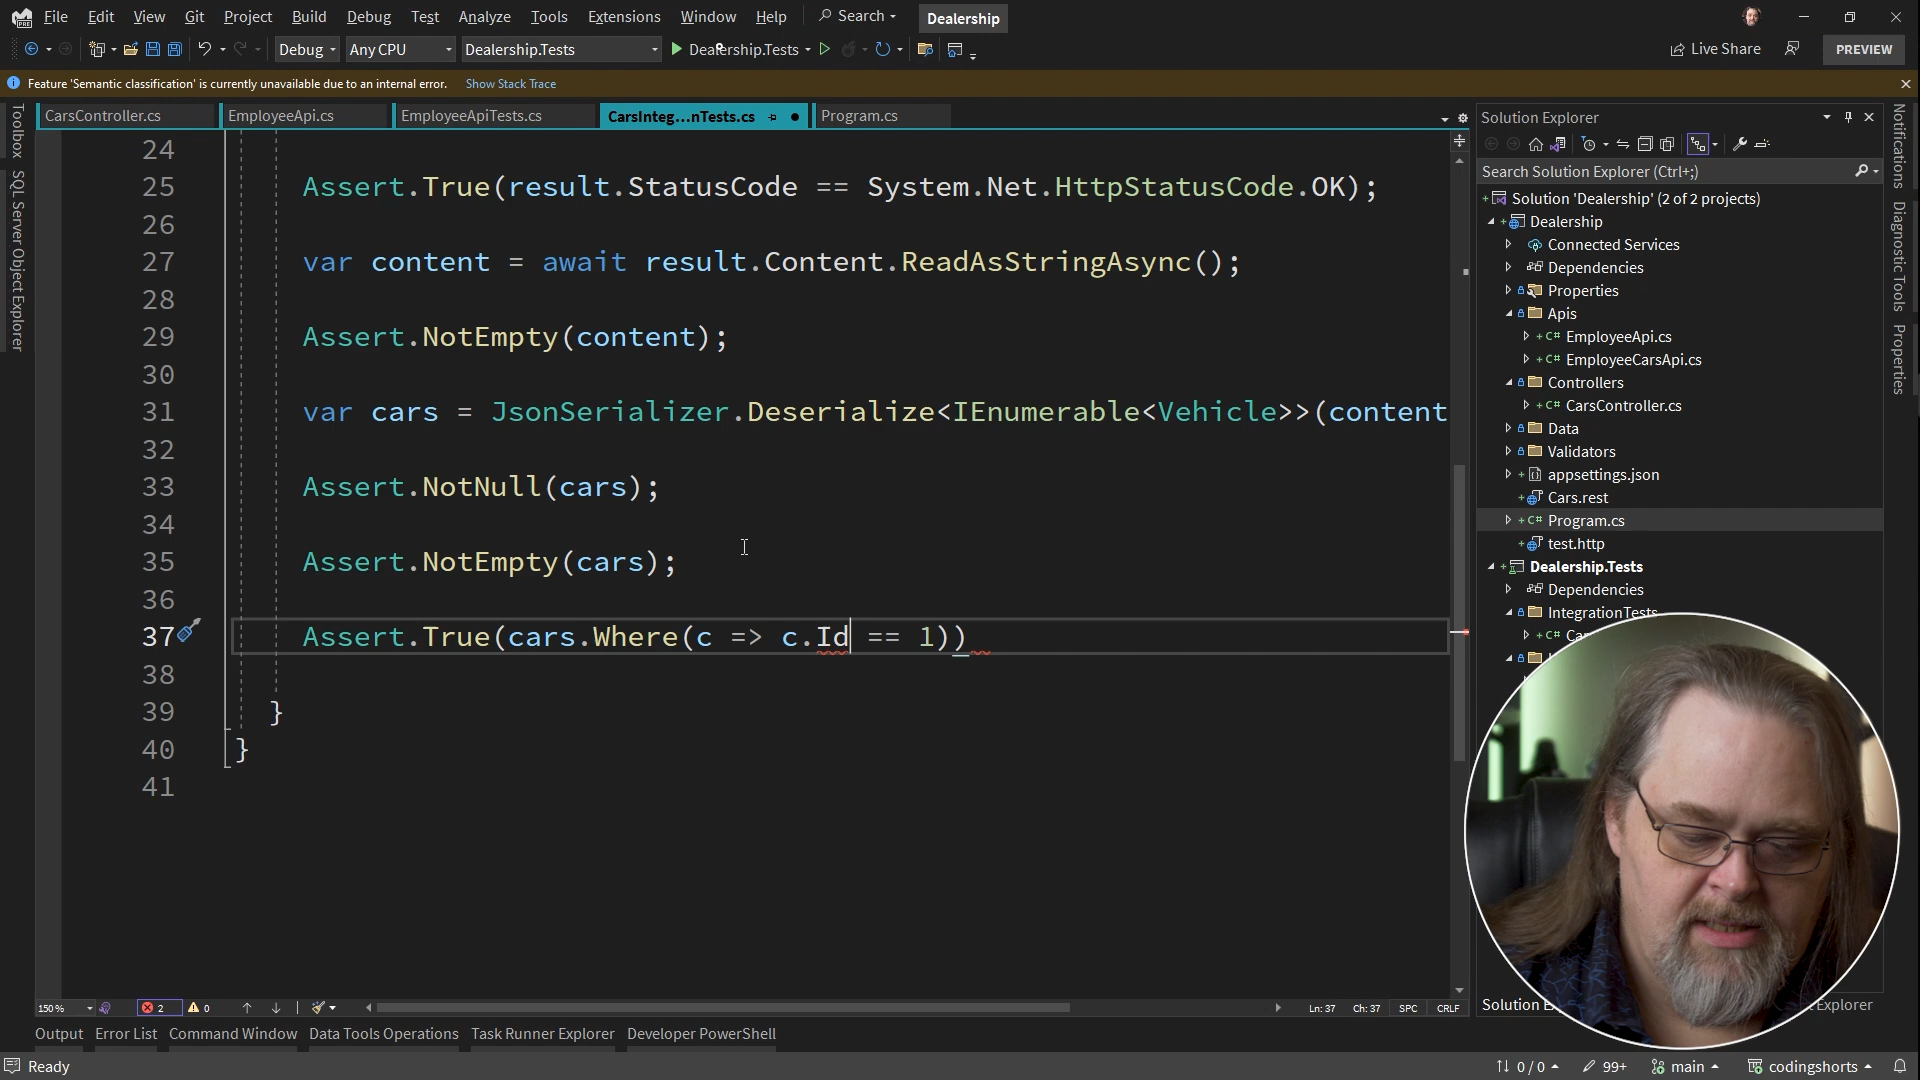 File Edit View Git Project Build Debug Test Analyze Tools Extensions Window Help Search Dealership
Debug Any CPU Dealership.Tests Dealership.Tests Live Share PREVIEW
Feature 'Semantic classification' is currently unavailable due to an internal error. Show Stack Trace
CarsController.cs EmployeeApi.cs EmployeeApiTests.cs CarsInteg...nTests.cs Program.cs
24
25 Assert.True(result.StatusCode == System.Net.HttpStatusCode.OK);
26
27 var content = await result.Content.ReadAsStringAsync();
28
29 Assert.NotEmpty(content);
30
31 var cars = JsonSerializer.Deserialize<IEnumerable<Vehicle>>(content
32
33 Assert.NotNull(cars);
34
35 Assert.NotEmpty(cars);
36
37 Assert.True(cars.Where(c => c.Id == 1))
38
39 }
40 }
41
150 % 2 0 Ln: 37 Ch: 37 SPC CRLF
Output Error List Command Window Data Tools Operations Task Runner Explorer Developer PowerShell
Ready 0 / 0 99+ main codingshorts
Toolbox
SQL Server Object Explorer
Solution Explorer
Search Solution Explorer (Ctrl+;)
Solution 'Dealership' (2 of 2 projects)
Dealership
Connected Services
Dependencies
Properties
Apis
C# EmployeeApi.cs
C# EmployeeCarsApi.cs
Controllers
C# CarsController.cs
Data
Validators
appsettings.json
Cars.rest
C# Program.cs
test.http
Dealership.Tests
Dependencies
IntegrationTests
C# Ca
Solution Ex
Explorer
Notifications
Diagnostic Tools
Properties